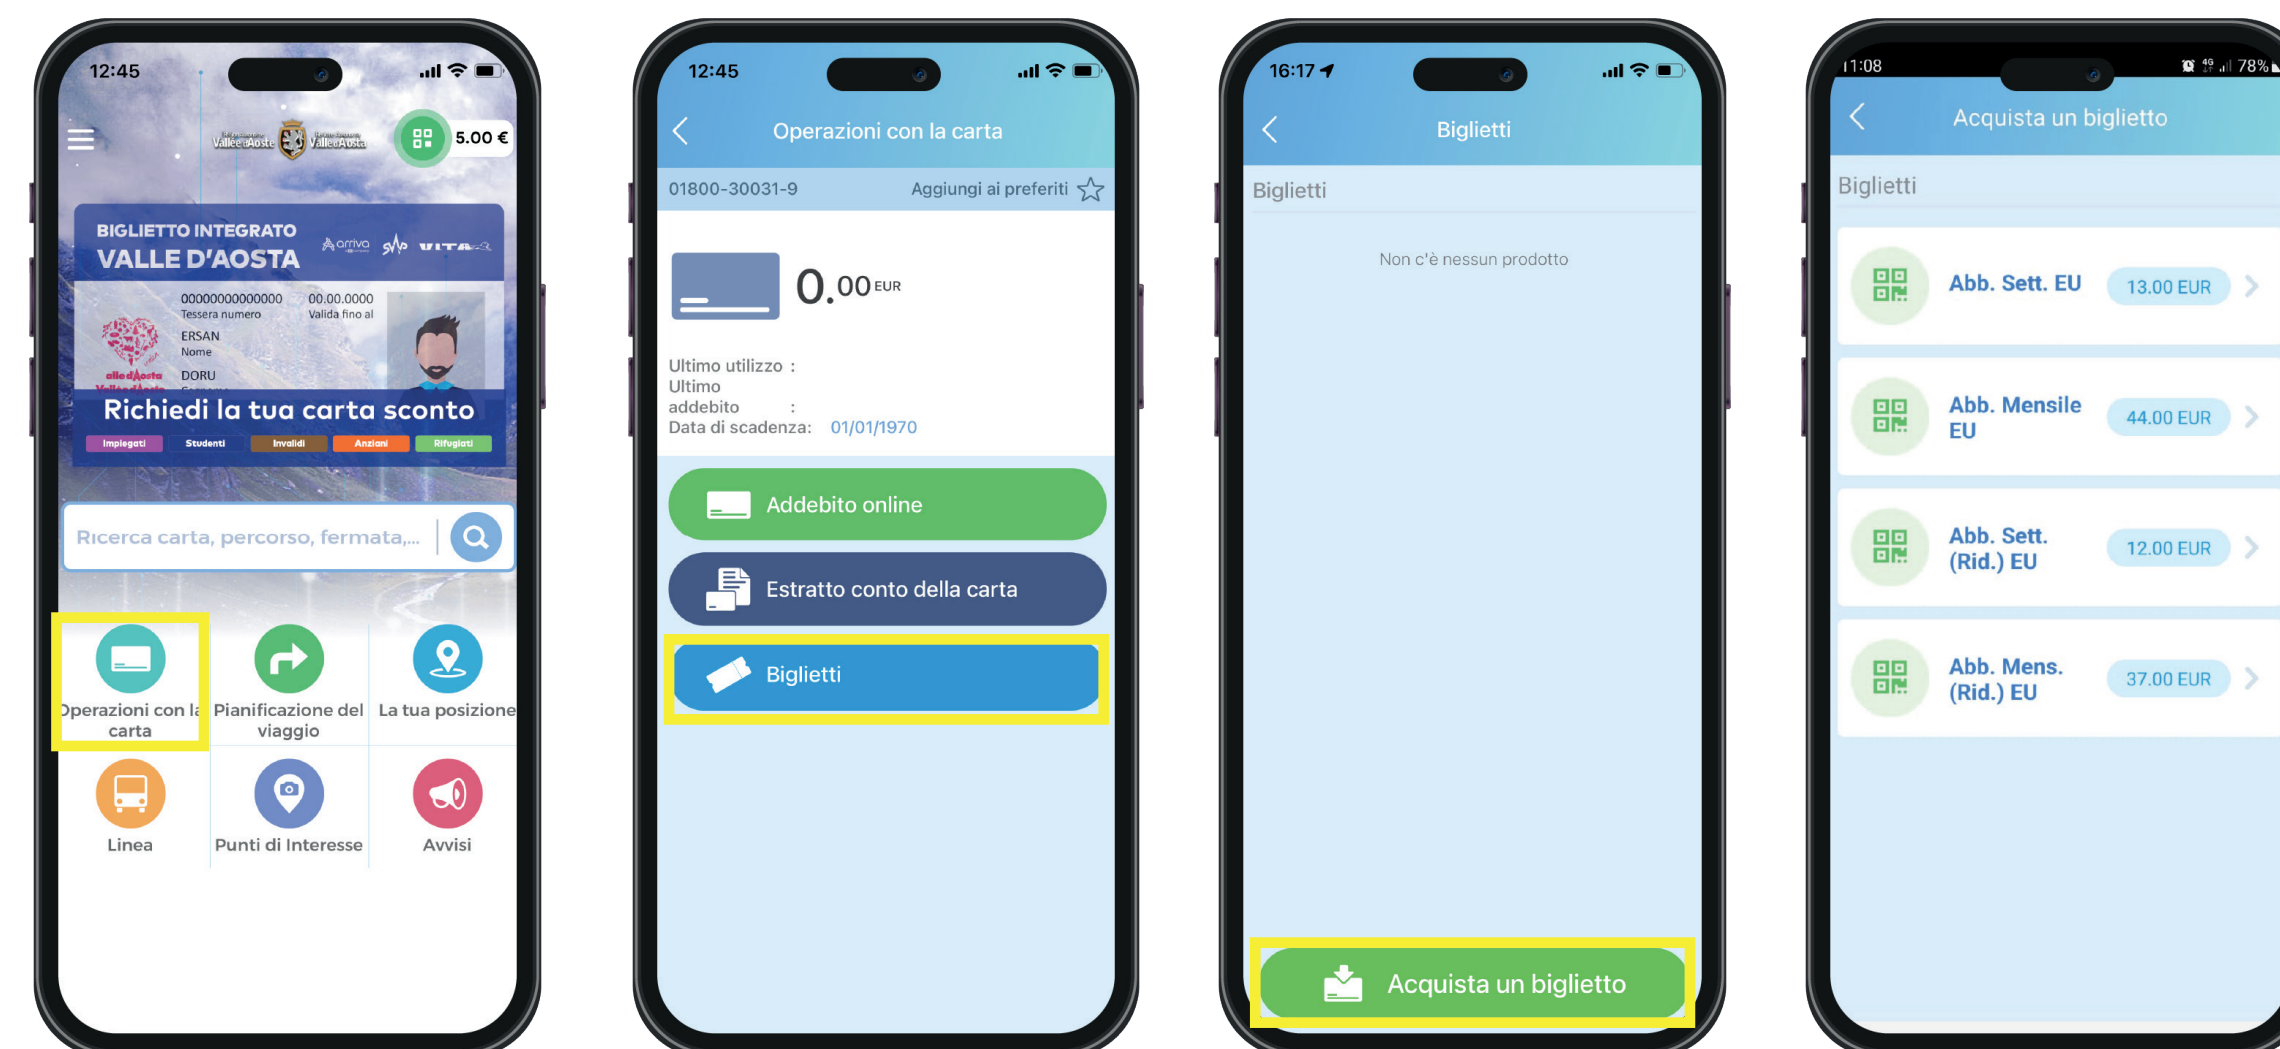 12:45
5.00 €
BIGLIETTO INTEGRATO
VALLE D'AOSTA
arriva
SVAP
VITA
00000000000000 00.00.0000
Tessera numero Valida fino al
ERSAN
Nome
DORU
Richiedi la tua carta sconto
Impiegati Studenti Invalidi Anziani Rifugiati
Ricerca carta, percorso, fermata,...
Operazioni con la
carta
Pianificazione del
viaggio
La tua posizione
Linea
Punti di Interesse
Avvisi
12:45
Operazioni con la carta
01800-30031-9 Aggiungi ai preferiti
0.00 EUR
Ultimo utilizzo :
Ultimo
addebito :
Data di scadenza: 01/01/1970
Addebito online
Estratto conto della carta
Biglietti
16:17
Biglietti
Biglietti
Non c'è nessun prodotto
Acquista un biglietto
11:08 4G 78%
Acquista un biglietto
Biglietti
Abb. Sett. EU 13.00 EUR
Abb. Mensile
EU
44.00 EUR
Abb. Sett.
(Rid.) EU
12.00 EUR
Abb. Mens.
(Rid.) EU
37.00 EUR